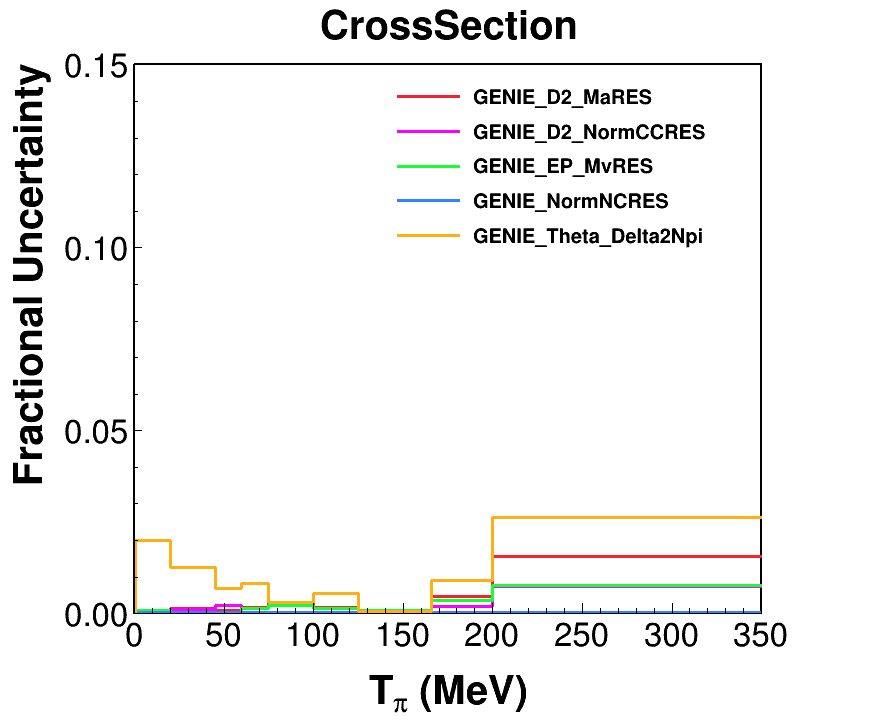 CrossSection
Fractional Uncertainty
0.15
0.10
0.05
0.00
GENIE_D2_MaRES
GENIE_D2_NormCCRES
GENIE_EP_MvRES
GENIE_NormNCRES
GENIE_Theta_Delta2Npi
0 50 100 150 200 250 300 350
Tπ (MeV)